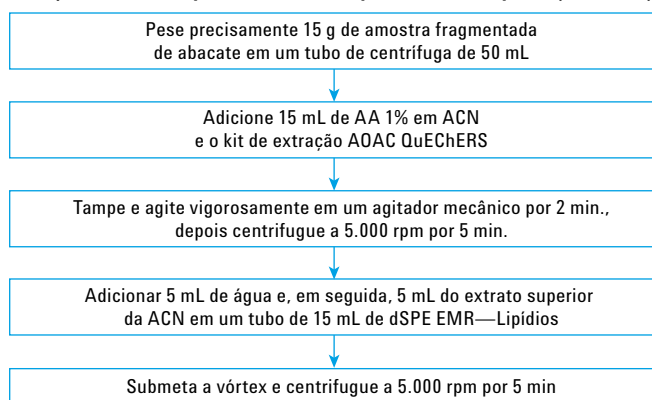 Pese precisamente 15 g de amostra fragmentada
de abacate em um tubo de centrífuga de 50 mL
Adicione 15 mL de AA 1% em ACN
e o kit de extração AOAC QuEChERS
Tampe e agite vigorosamente em um agitador mecânico por 2 min.,
depois centrifugue a 5.000 rpm por 5 min.
Adicionar 5 mL de água e, em seguida, 5 mL do extrato superior
da ACN em um tubo de 15 mL de dSPE EMR—Lipídios
Submeta a vórtex e centrifugue a 5.000 rpm por 5 min